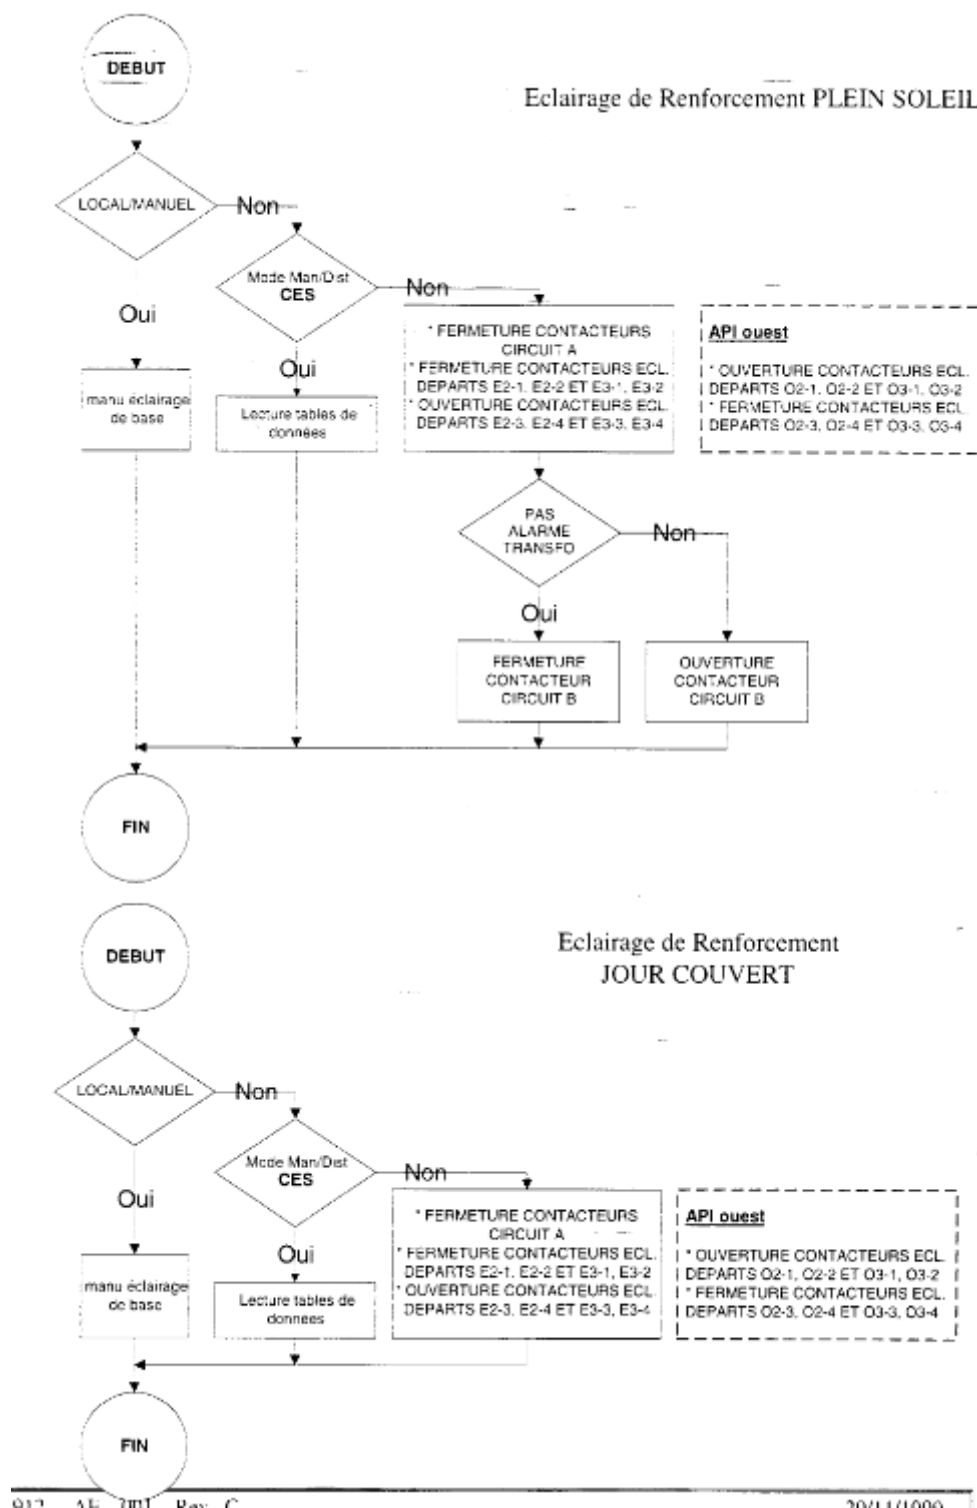 DEBUT
Eclairage de Renforcement PLEIN SOLEIL
LOCAL/MANUEL
Non
Mode Man/Dist
CES
Non
Oui
* FERMETURE CONTACTEURS
CIRCUIT A
* FERMETURE CONTACTEURS ECL.
DEPARTS E2-1, E2-2 ET E3-1, E3-2
* OUVERTURE CONTACTEURS ECL.
DEPARTS E2-3, E2-4 ET E3-3, E3-4
API ouest
* OUVERTURE CONTACTEURS ECL.
DEPARTS O2-1, O2-2 ET O3-1, O3-2
* FERMETURE CONTACTEURS ECL.
DEPARTS O2-3, O2-4 ET O3-3, O3-4
Oui
manu éclairage
de base
Lecture tables de
données
PAS
ALARME
TRANSFO
Non
Oui
FERMETURE
CONTACTEUR
CIRCUIT B
OUVERTURE
CONTACTEUR
CIRCUIT B
FIN
DEBUT
Eclairage de Renforcement
JOUR COUVERT
LOCAL/MANUEL
Non
Mode Man/Dist
CES
Non
Oui
* FERMETURE CONTACTEURS
CIRCUIT A
* FERMETURE CONTACTEURS ECL.
DEPARTS E2-1, E2-2 ET E3-1, E3-2
* OUVERTURE CONTACTEURS ECL.
DEPARTS E2-3, E2-4 ET E3-3, E3-4
API ouest
* OUVERTURE CONTACTEURS ECL.
DEPARTS O2-1, O2-2 ET O3-1, O3-2
* FERMETURE CONTACTEURS ECL.
DEPARTS O2-3, O2-4 ET O3-3, O3-4
Oui
manu éclairage
de base
Lecture tables de
données
FIN